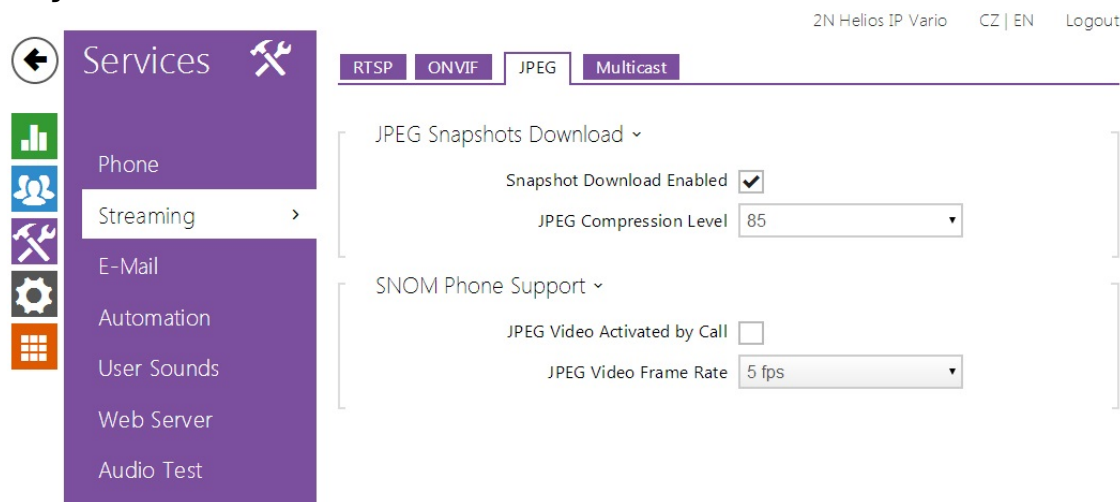 2N Helios IP Vario CZ | EN Logout
Services
RTSP ONVIF JPEG Multicast
JPEG Snapshots Download
Phone
Snapshot Download Enabled
Streaming
JPEG Compression Level 85
E-Mail
SNOM Phone Support
Automation
JPEG Video Activated by Call
User Sounds
JPEG Video Frame Rate 5 fps
Web Server
Audio Test